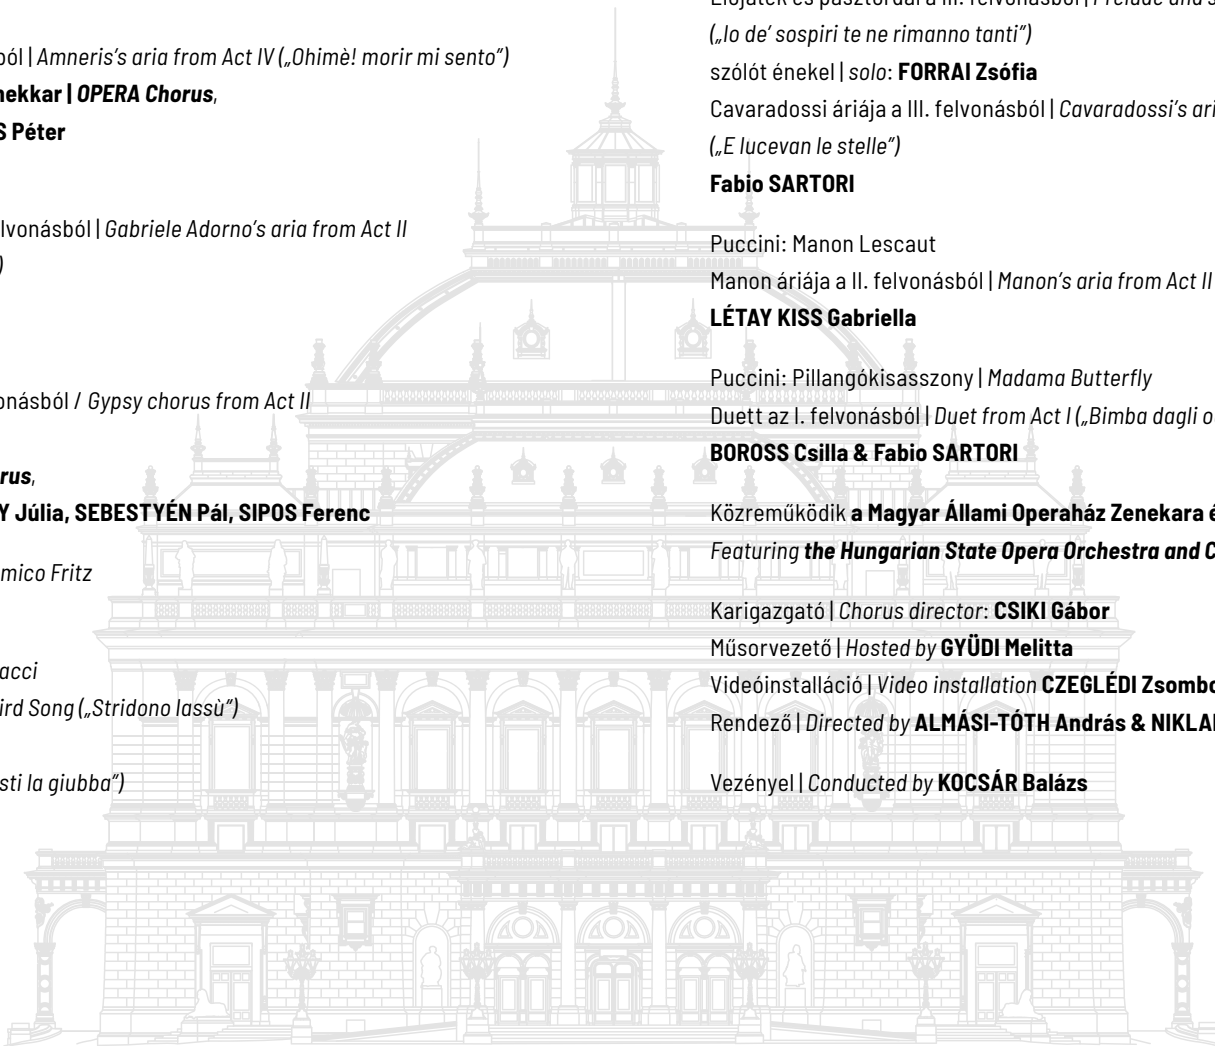 ból | Amneris’s aria from Act IV („Ohimè! morir mi sento”)
nekkar | OPERA Chorus,
S Péter
lvonásból | Gabriele Adorno’s aria from Act II
)
onásból / Gypsy chorus from Act II
rus,
Y Júlia, SEBESTYÉN Pál, SIPOS Ferenc
mico Fritz
acci
ird Song („Stridono lassù”)
sti la giubba”)
(„Io de’ sospiri te ne rimanno tanti”)
szólót énekel | solo: FORRAI Zsófia
Cavaradossi áriája a III. felvonásból | Cavaradossi’s ari
(„E lucevan le stelle”)
Fabio SARTORI
Puccini: Manon Lescaut
Manon áriája a II. felvonásból | Manon’s aria from Act II
LÉTAY KISS Gabriella
Puccini: Pillangókisasszony | Madama Butterfly
Duett az I. felvonásból | Duet from Act I („Bimba dagli o
BOROSS Csilla & Fabio SARTORI
Közreműködik a Magyar Állami Operaház Zenekara é
Featuring the Hungarian State Opera Orchestra and C
Karigazgató | Chorus director: CSIKI Gábor
Műsorvezető | Hosted by GYÜDI Melitta
Videóinstalláció | Video installation CZEGLÉDI Zsombo
Rendező | Directed by ALMÁSI-TÓTH András & NIKLAI
Vezényel | Conducted by KOCSÁR Balázs